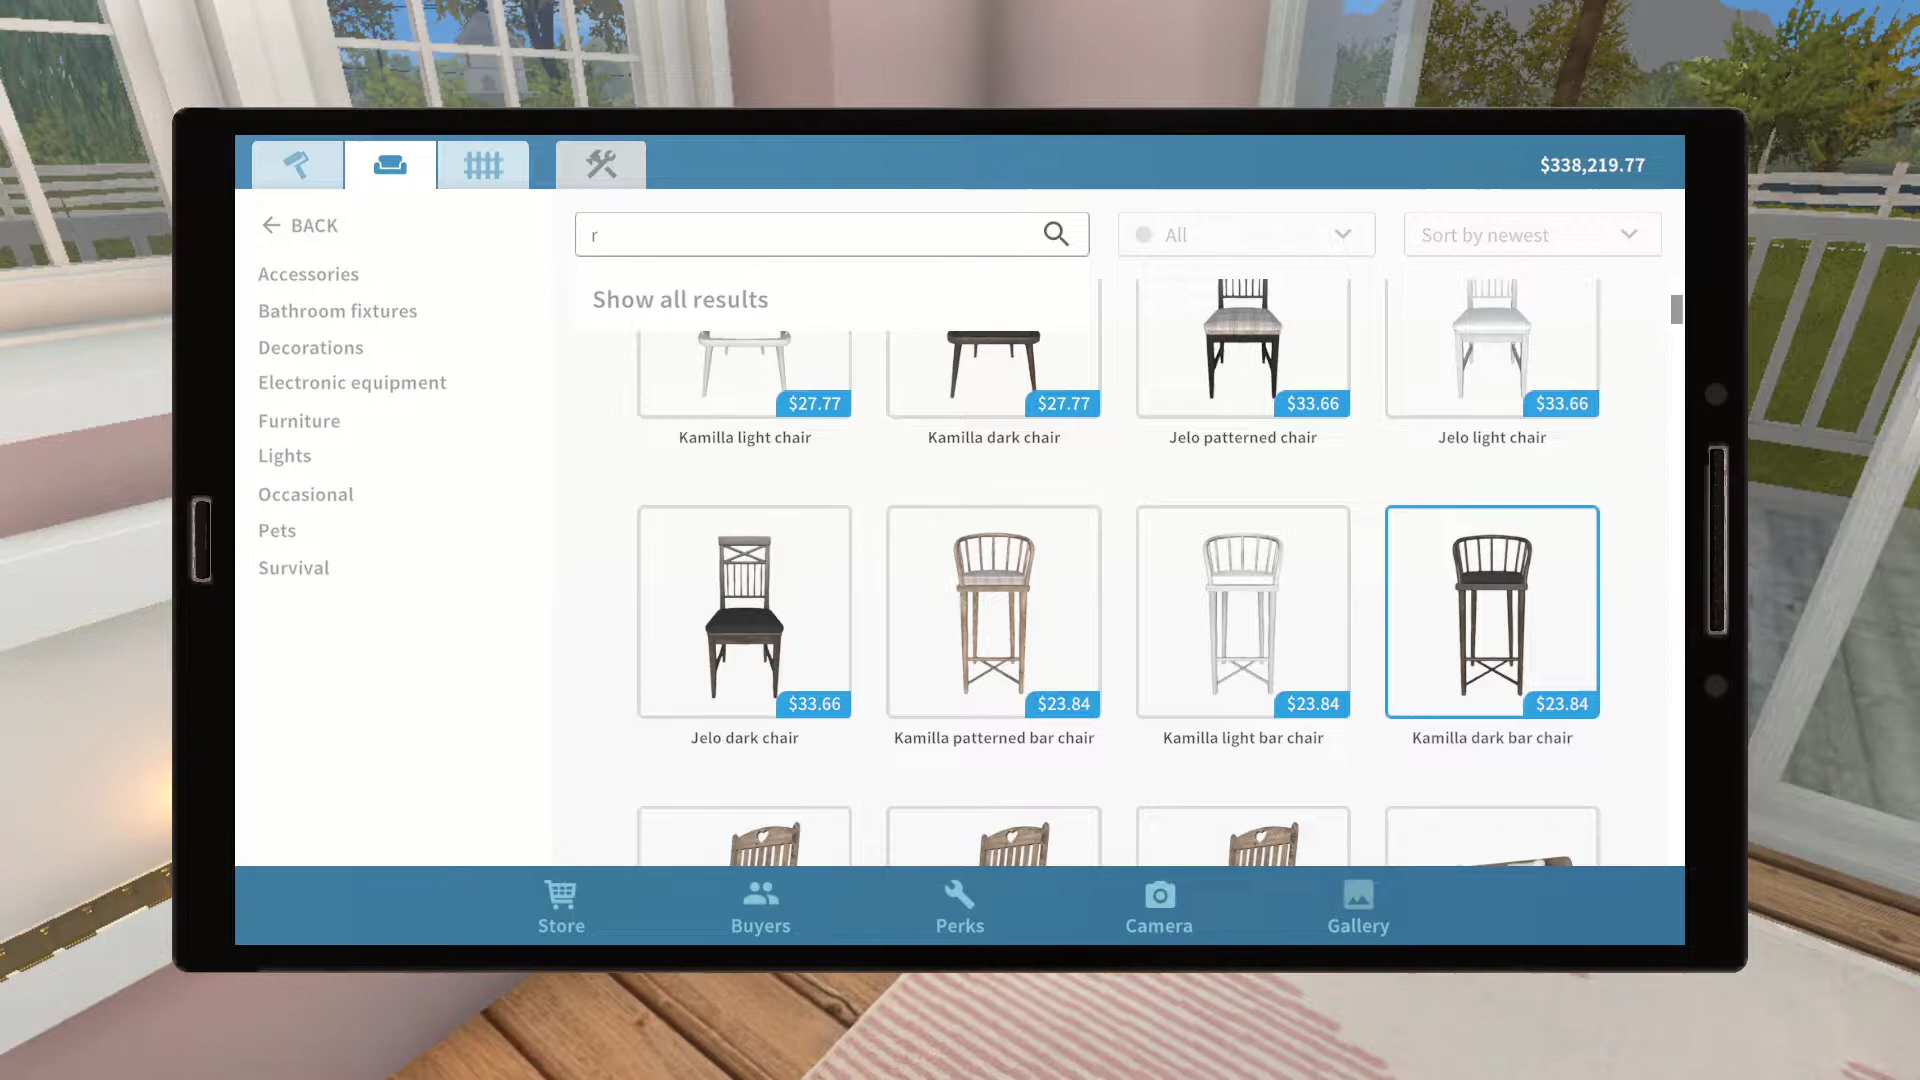 $338,219.77
BACK
r
All
Sort by newest
Accessories
Bathroom fixtures
Decorations
Electronic equipment
Furniture
Lights
Occasional
Pets
Survival
Show all results
$27.77
$27.77
$33.66
$33.66
Kamilla light chair
Kamilla dark chair
Jelo patterned chair
Jelo light chair
$33.66
$23.84
$23.84
$23.84
Jelo dark chair
Kamilla patterned bar chair
Kamilla light bar chair
Kamilla dark bar chair
Store
Buyers
Perks
Camera
Gallery